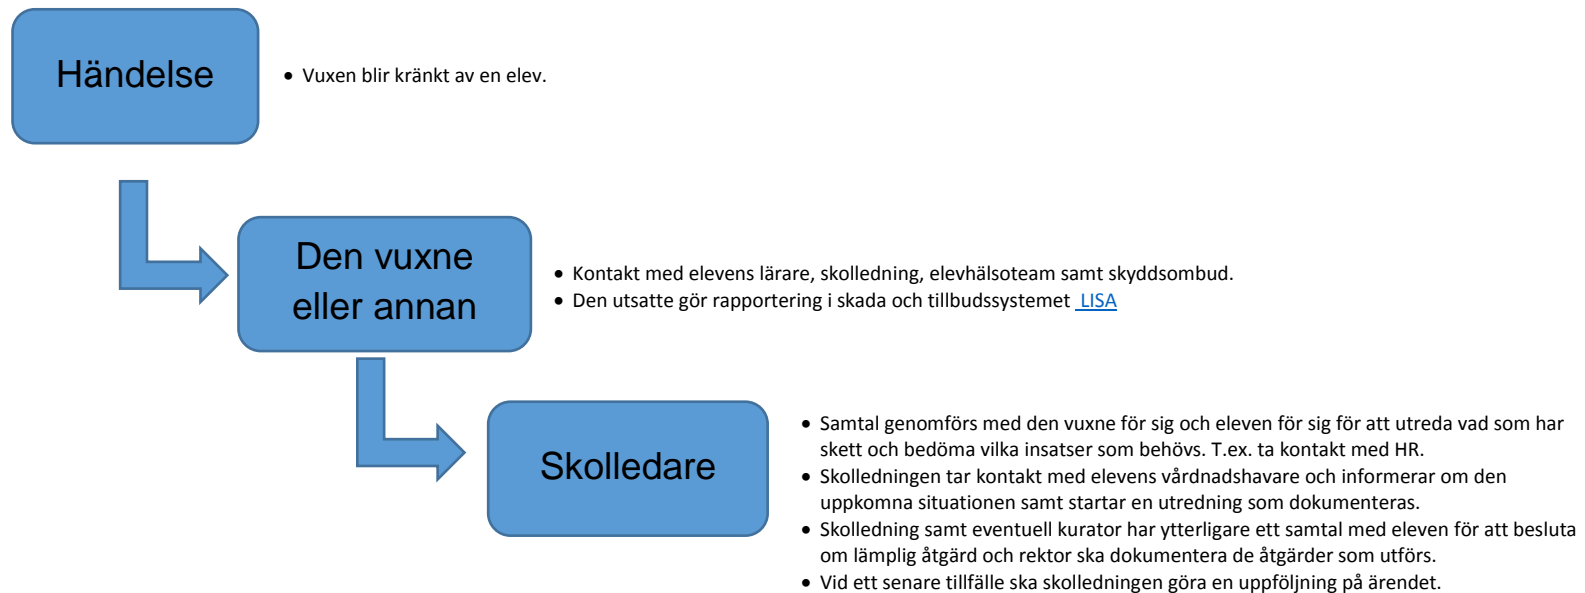 Händelse
• Vuxen blir kränkt av en elev.
Den vuxne
eller annan
• Kontakt med elevens lärare, skolledning, elevhälsoteam samt skyddsombud.
• Den utsatte gör rapportering i skada och tillbudssystemet LISA
Skolledare
• Samtal genomförs med den vuxne för sig och eleven för sig för att utreda vad som har
skett och bedöma vilka insatser som behövs. T.ex. ta kontakt med HR.
• Skolledningen tar kontakt med elevens vårdnadshavare och informerar om den
uppkomna situationen samt startar en utredning som dokumenteras.
• Skolledning samt eventuell kurator har ytterligare ett samtal med eleven för att besluta
om lämplig åtgärd och rektor ska dokumentera de åtgärder som utförs.
• Vid ett senare tillfälle ska skolledningen göra en uppföljning på ärendet.